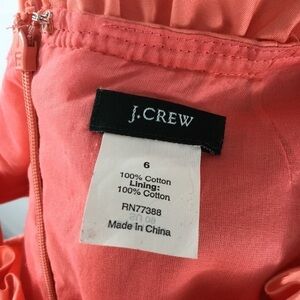 J.CREW
6
100% Cotton
Lining:
100% Cotton
RN77388
Made in China